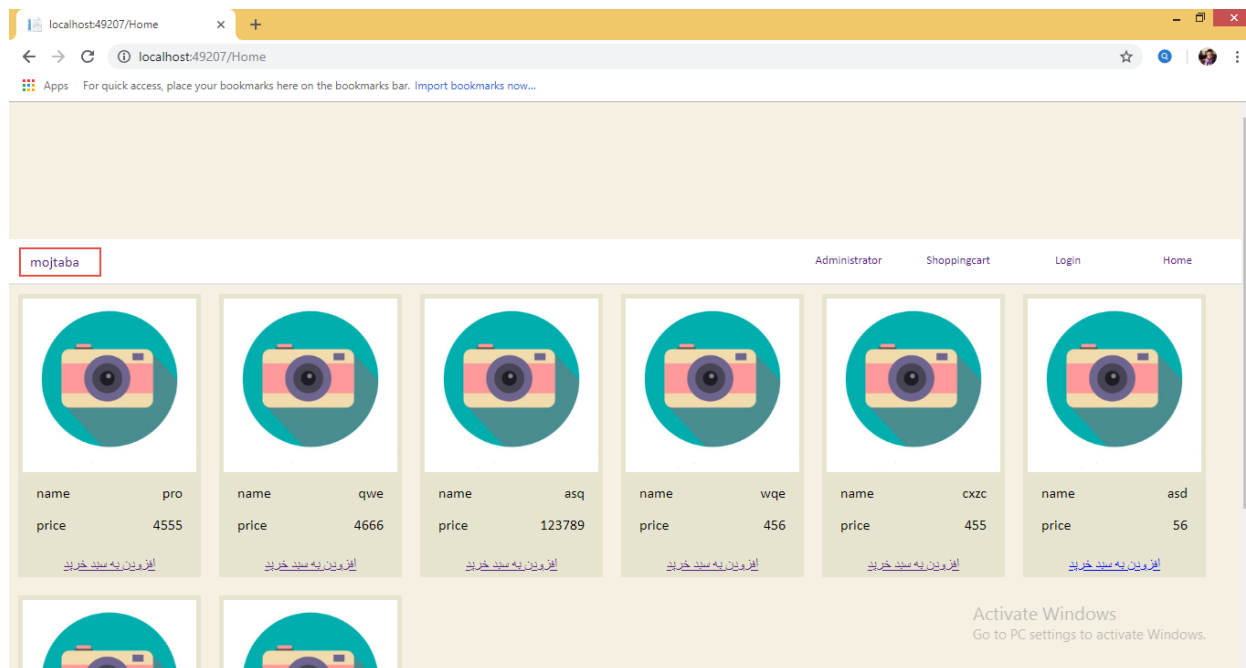 localhost:49207/Home
localhost:49207/Home
Apps For quick access, place your bookmarks here on the bookmarks bar. Import bookmarks now...
mojtaba Administrator Shoppingcart Login Home
name pro name qwe name asq name wqe name cxzc name asd
price 4555 price 4666 price 123789 price 456 price 455 price 56
افزودن به سبد خرید افزودن به سبد خرید افزودن به سبد خرید افزودن به سبد خرید افزودن به سبد خرید افزودن به سبد خرید
Activate Windows
Go to PC settings to activate Windows.